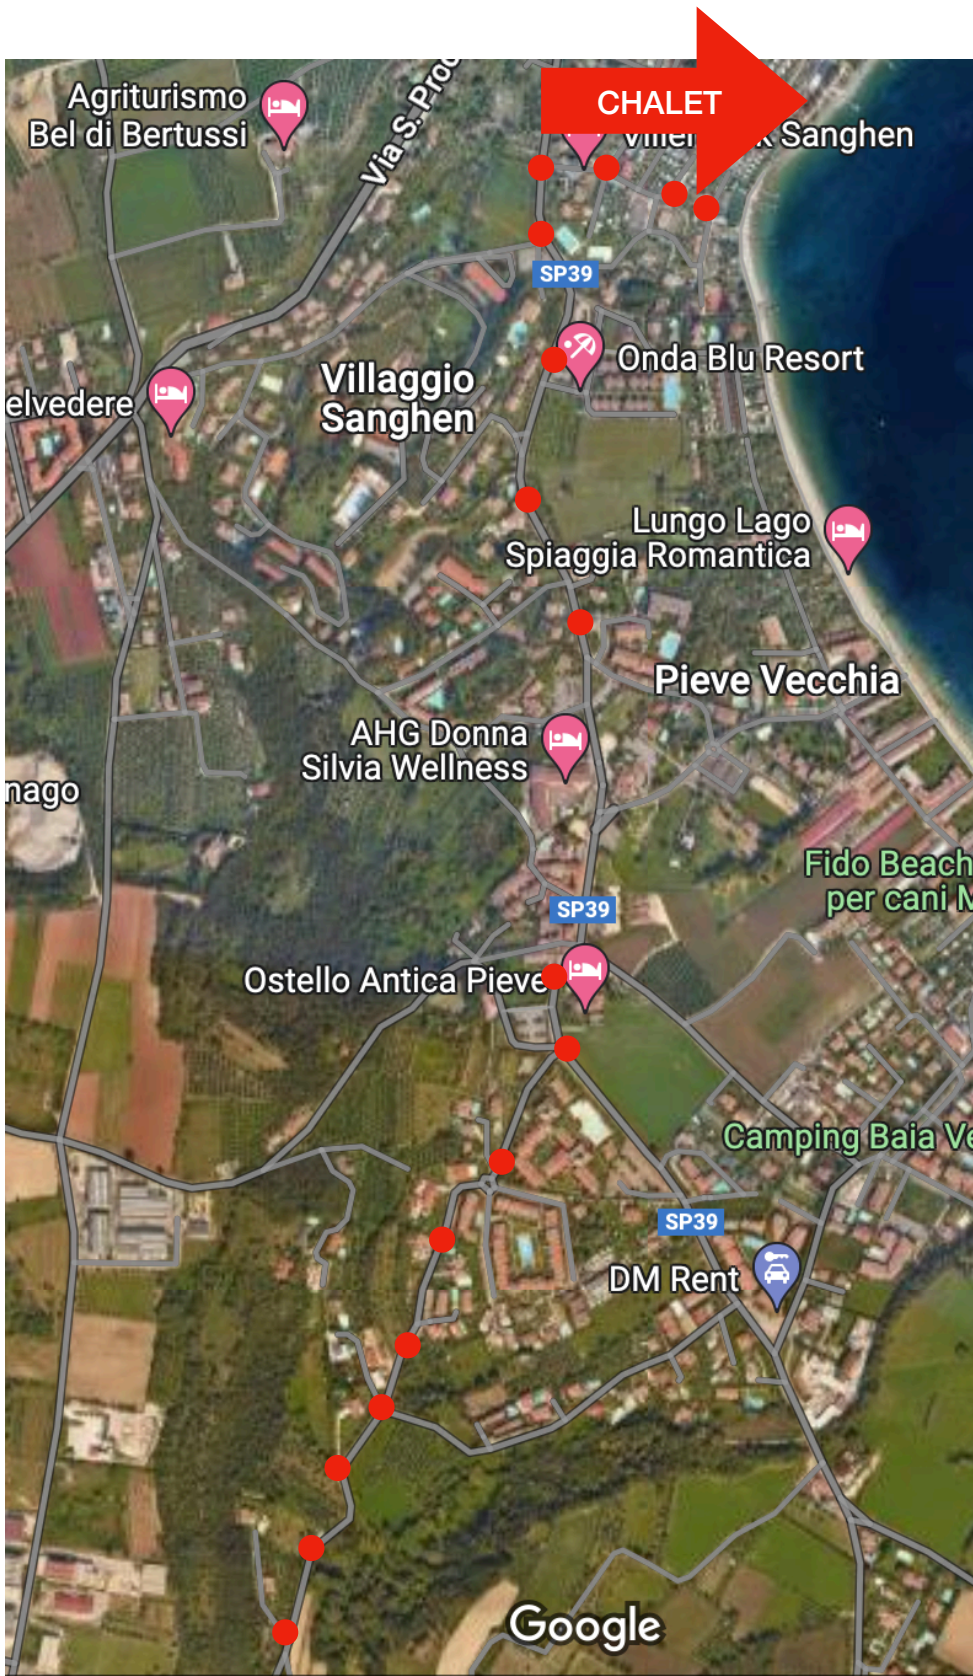 CHALET
Agriturismo
Bel di Bertussi
Via S. Proc
Sanghen
SP39
Onda Blu Resort
Villaggio
Sanghen
elvedere
Lungo Lago
Spiaggia Romantica
Pieve Vecchia
AHG Donna
Silvia Wellness
nago
Fido Beach
per cani M
SP39
Ostello Antica Pieve
Camping Baia Ve
SP39
DM Rent
Google